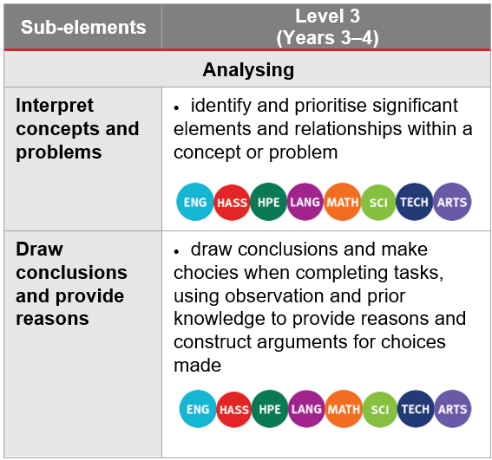 Sub-elements
Level 3
(Years 3–4)
Analysing
Interpret
concepts and
problems
• identify and prioritise significant
elements and relationships within a
concept or problem
ENG HASS HPE LANG MATH SCI TECH ARTS
Draw
conclusions
and provide
reasons
• draw conclusions and make
chocies when completing tasks,
using observation and prior
knowledge to provide reasons and
construct arguments for choices
made
ENG HASS HPE LANG MATH SCI TECH ARTS